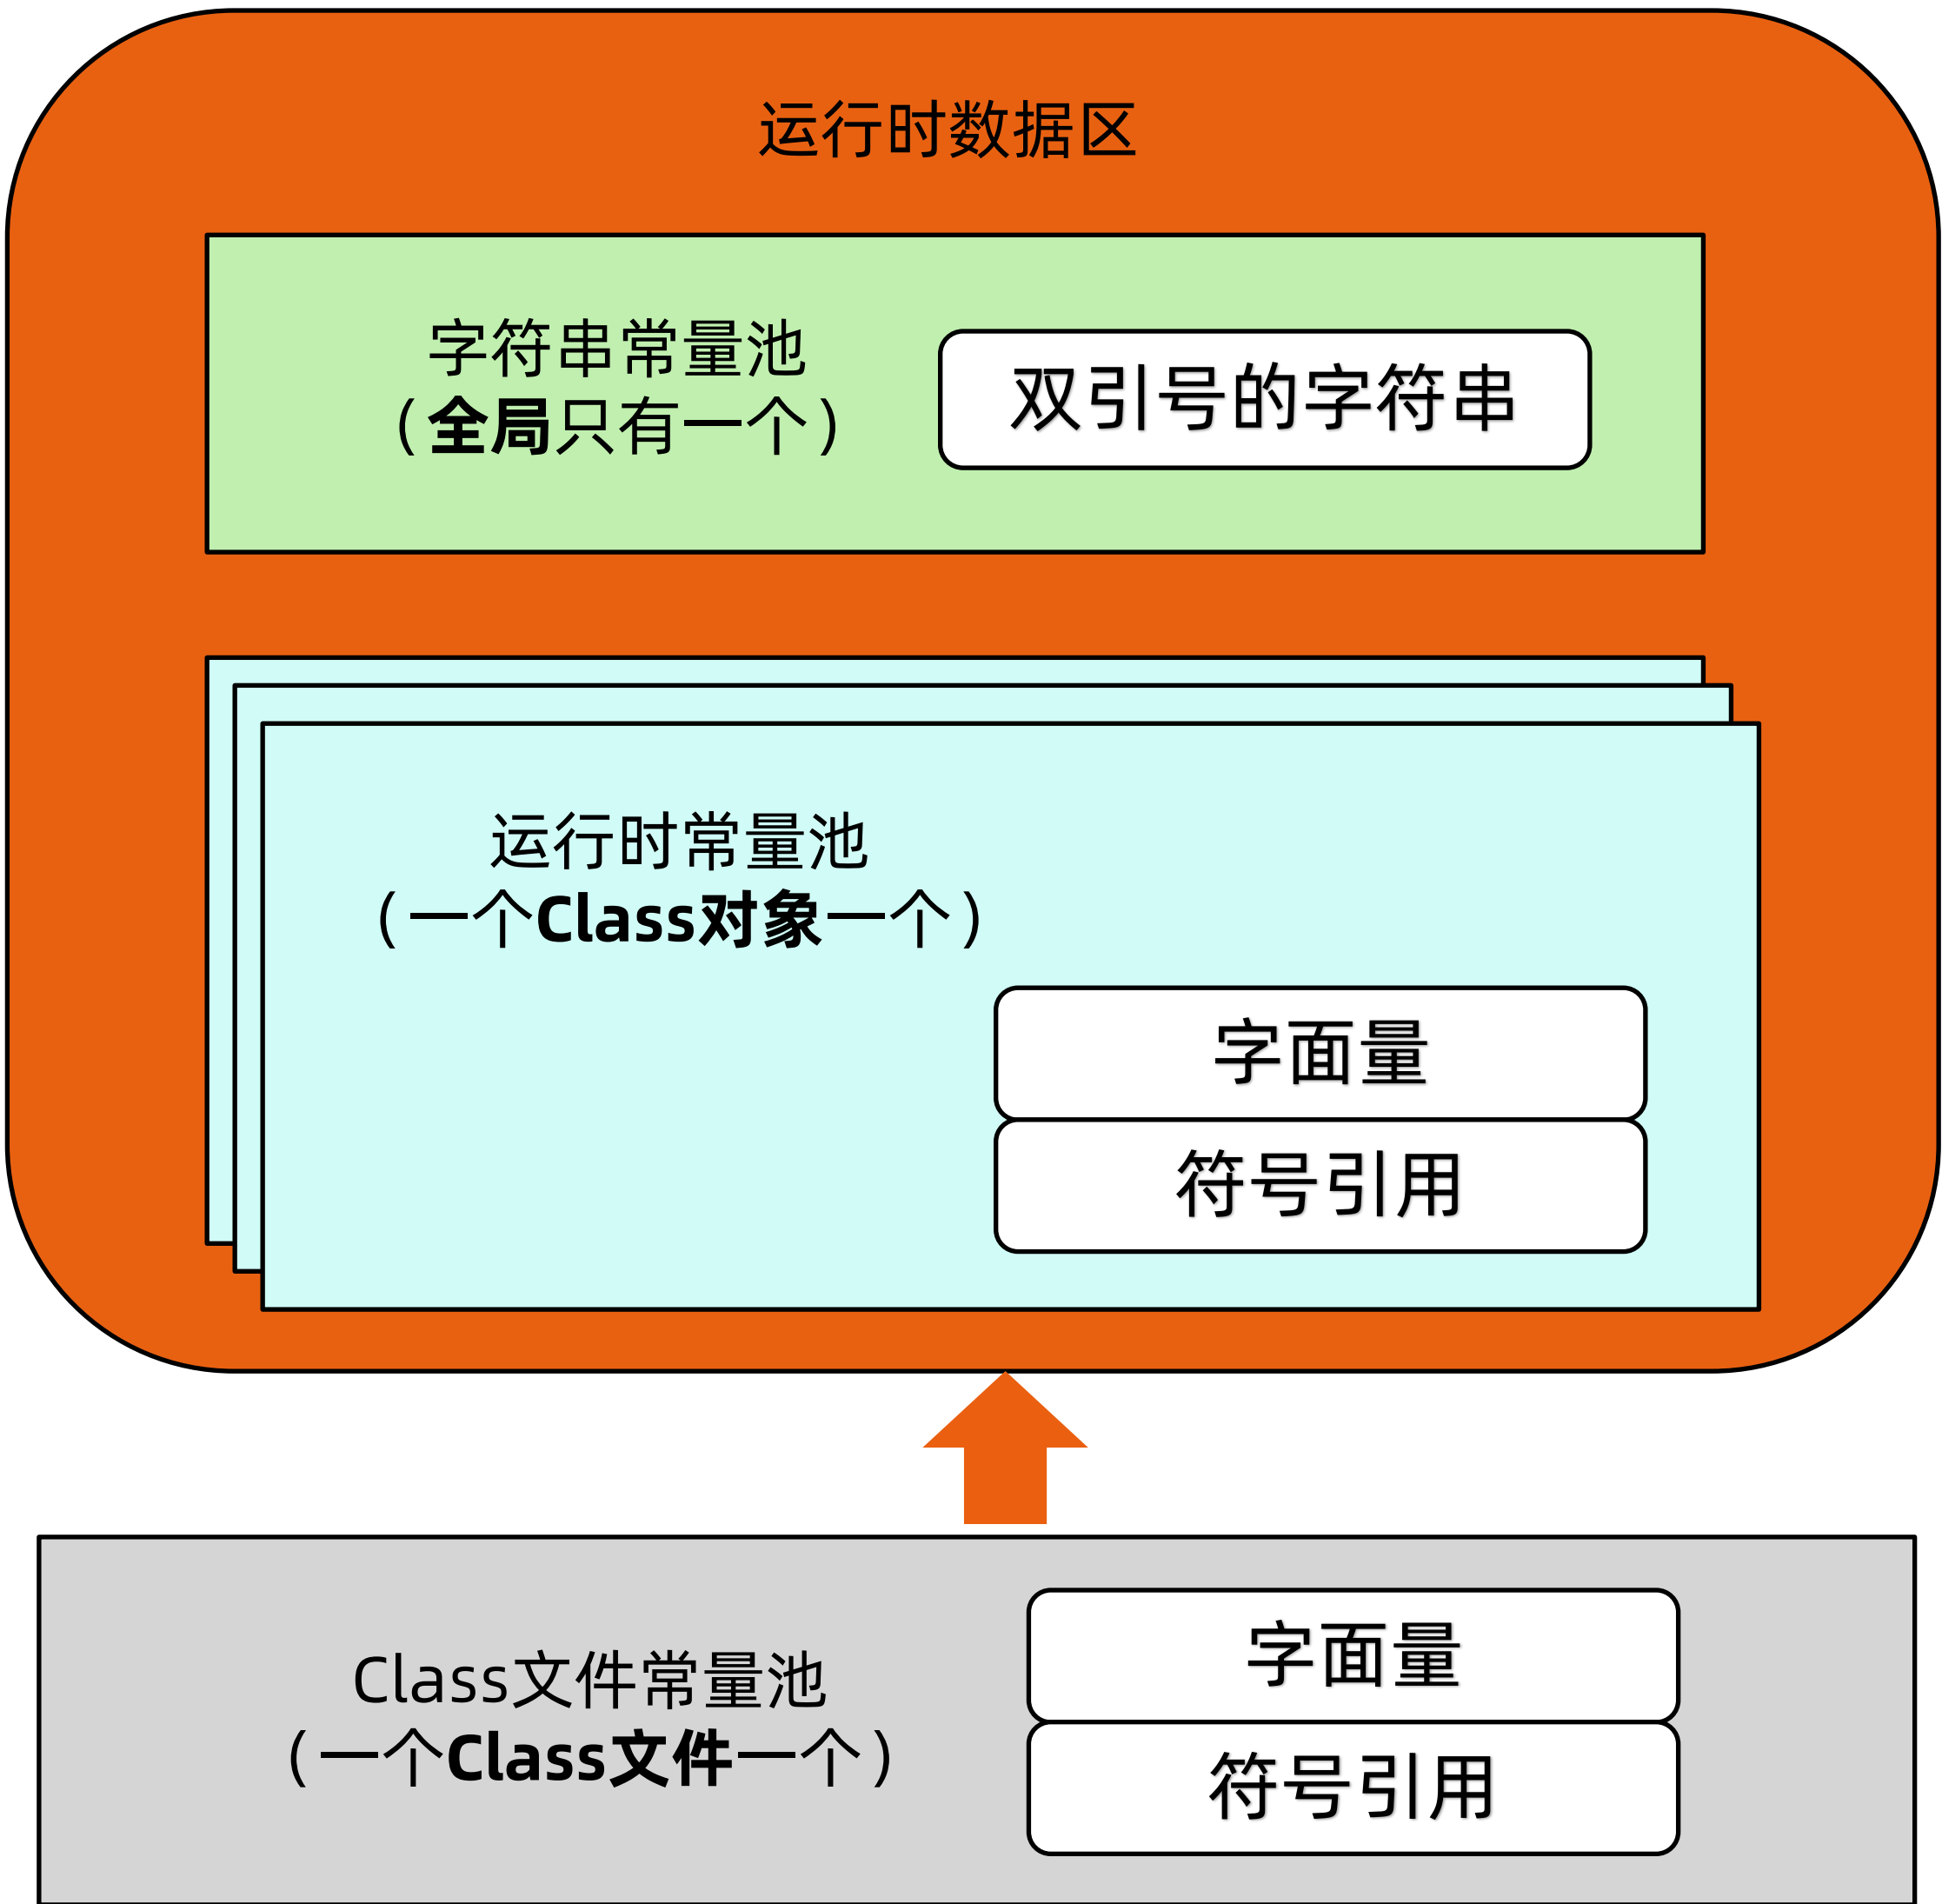 运行时数据区
字符串常量池
(全局只有一个)
双引号的字符串
运行时常量池
(一个Class对象一个)
字面量
符号引用
Class文件常量池
(一个Class 文件一个)
字面量
符号引用